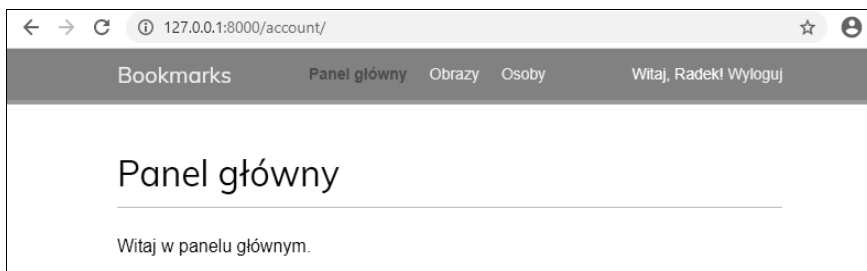 127.0.0.1:8000/account/
Bookmarks Panel główny Obrazy Osoby Witaj, Radek! Wyloguj
Panel główny
Witaj w panelu głównym.